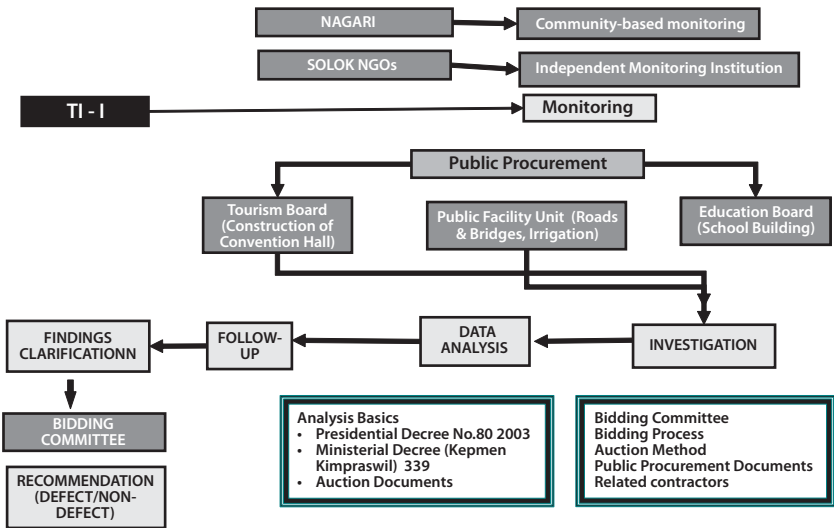 NAGARI
Community-based monitoring
SOLOK NGOs
Independent Monitoring Institution
TI - I
Monitoring
Public Procurement
Tourism Board
(Construction of
Convention Hall)
Public Facility Unit (Roads
& Bridges, Irrigation)
Education Board
(School Building)
FINDINGS
CLARIFICATIONN
FOLLOW-
UP
DATA
ANALYSIS
INVESTIGATION
BIDDING
COMMITTEE
RECOMMENDATION
(DEFECT/NON-
DEFECT)
Analysis Basics
• Presidential Decree No.80 2003
• Ministerial Decree (Kepmen
Kimpraswil) 339
• Auction Documents
Bidding Committee
Bidding Process
Auction Method
Public Procurement Documents
Related contractors